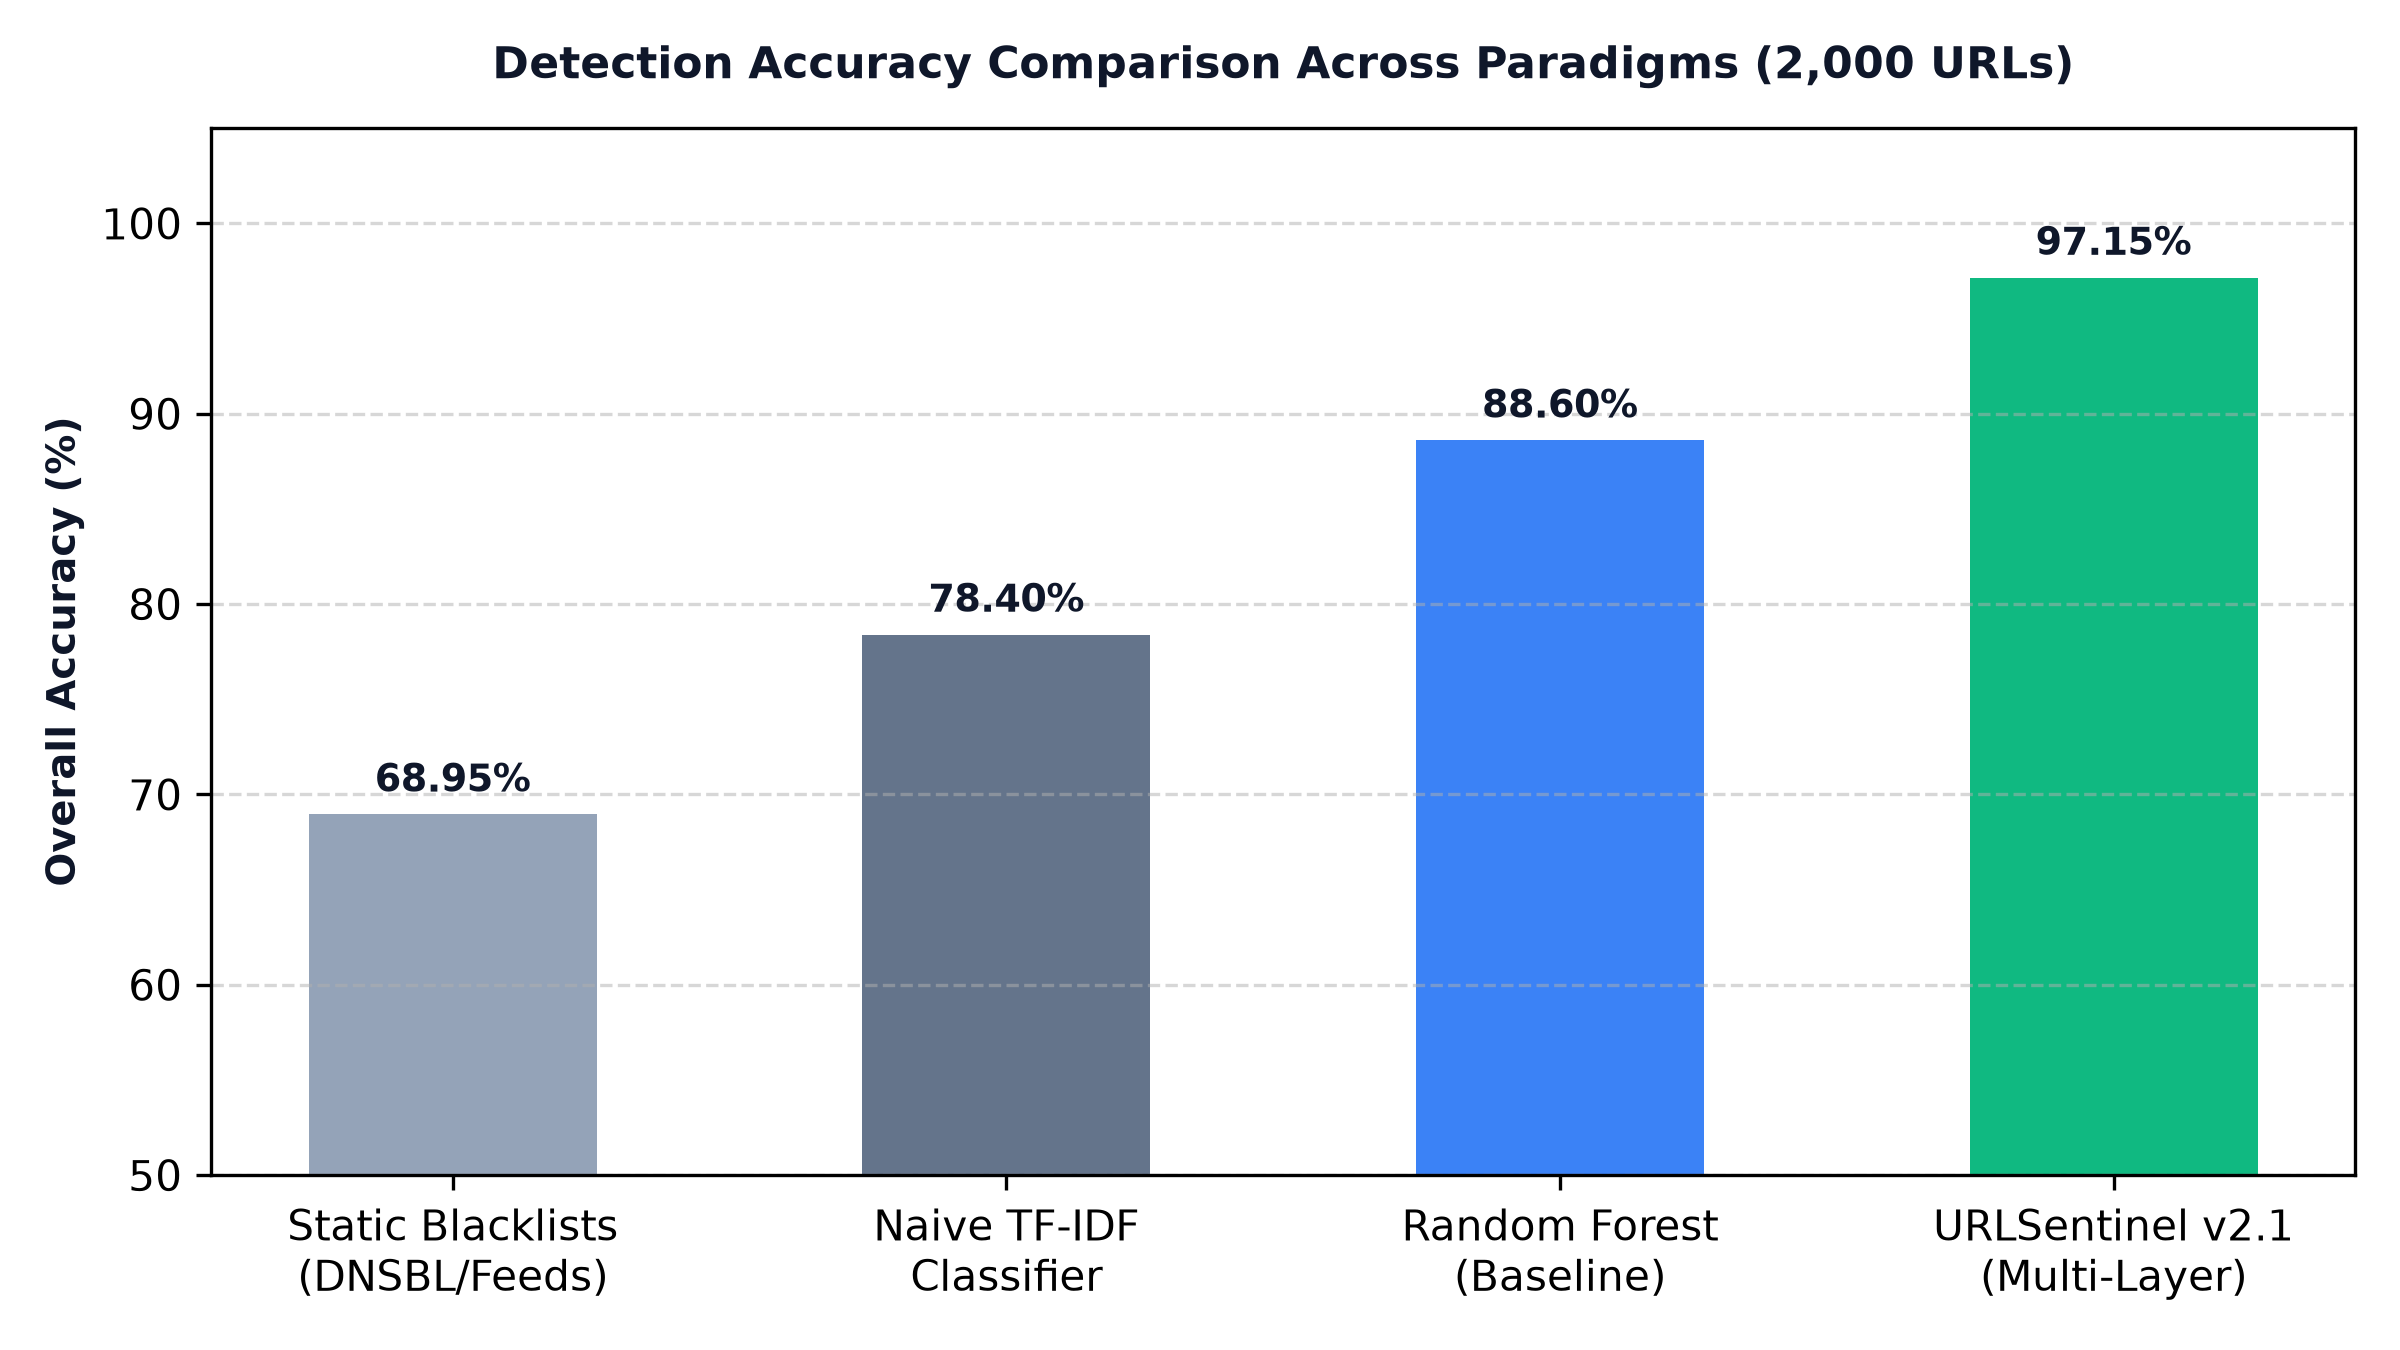 Detection Accuracy Comparison Across Paradigms (2,000 URLs)
Overall Accuracy (%)
100
90
80
70
60
50
68.95%
78.40%
88.60%
97.15%
Static Blacklists
(DNSBL/Feeds)
Naive TF-IDF
Classifier
Random Forest
(Baseline)
URLSentinel v2.1
(Multi-Layer)